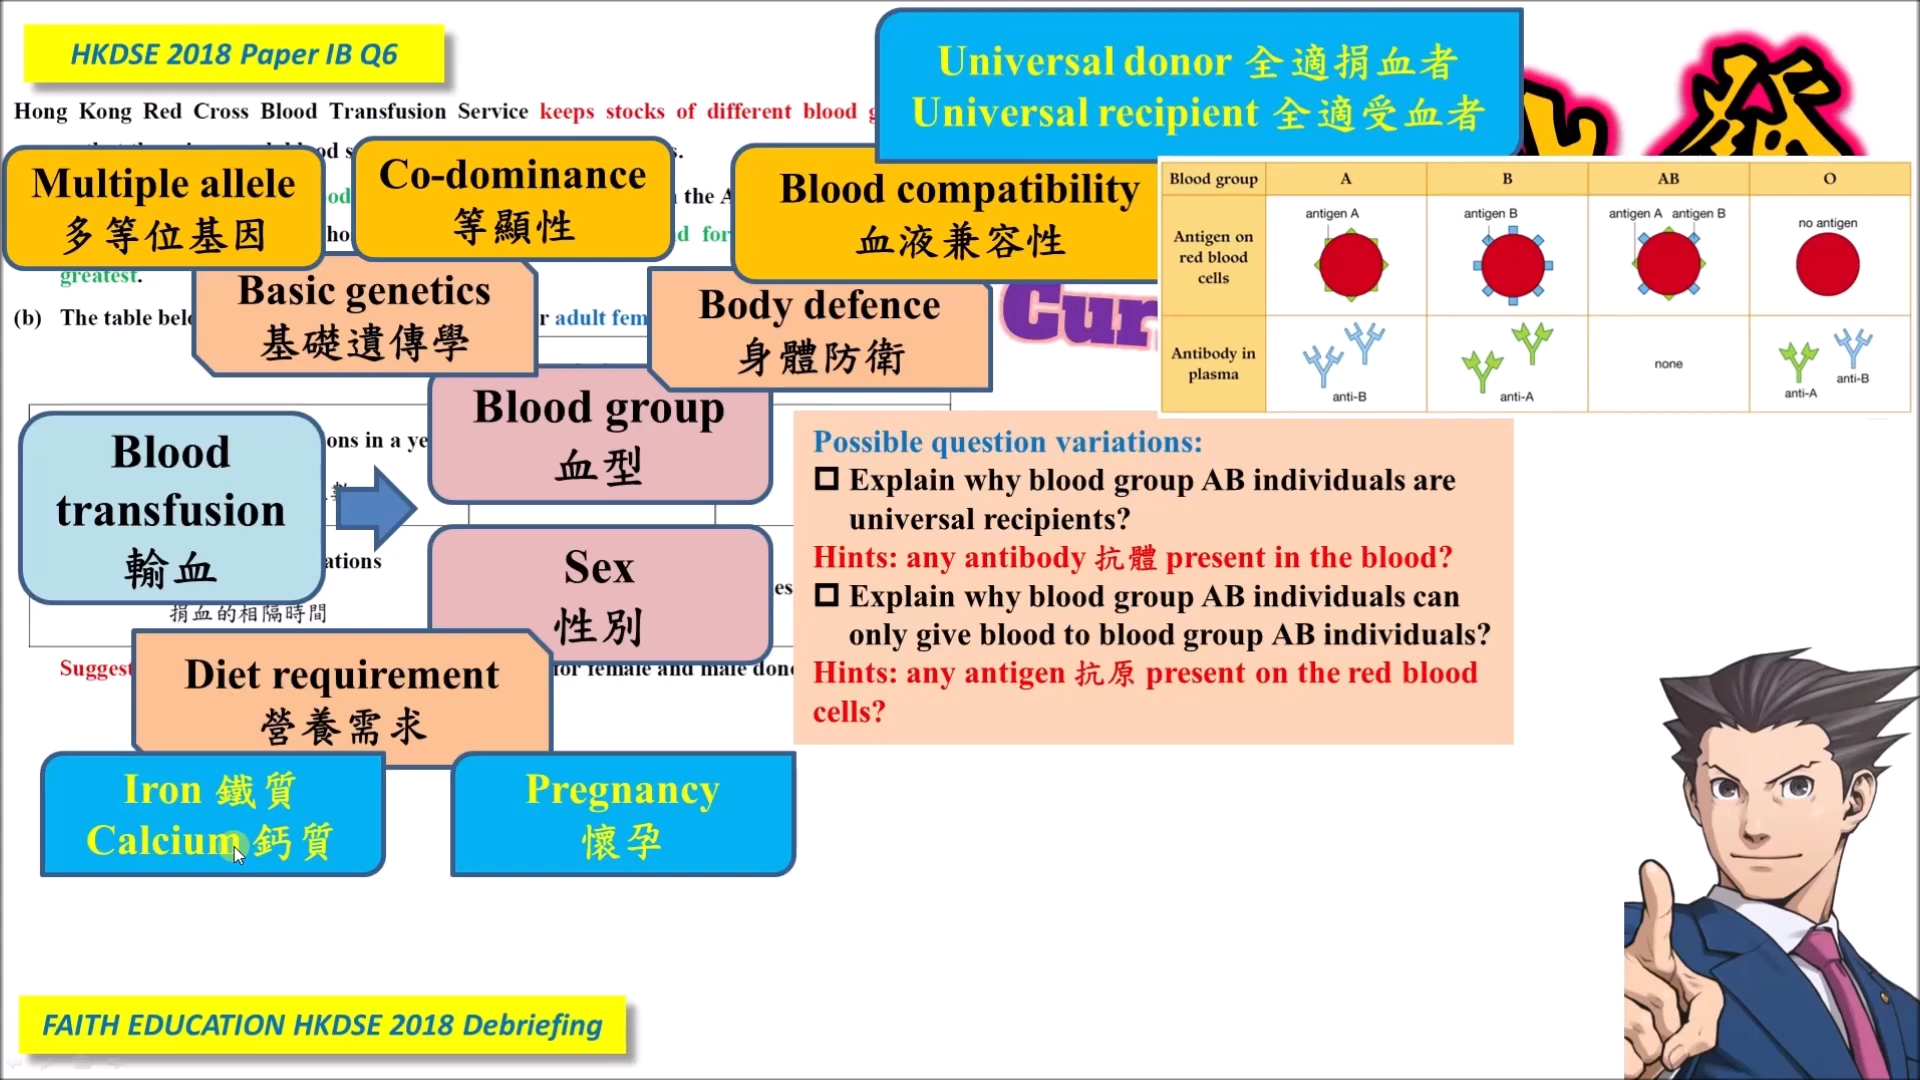 HKDSE 2018 Paper IB Q6
Universal donor 全適捐血者
Universal recipient 全適受血者
Hong Kong Red Cross Blood Transfusion Service keeps stocks of different blood
Multiple allele
多等位基因
Co-dominance
等顯性
Blood compatibility
血液兼容性
the A
greatest.
Basic genetics
基礎遺傳學
Body defence
身體防衛
(b) The table
adult
Cur
Blood group
A
B
AB
O
Antigen on
red blood
cells
antigen A
antigen B
antigen A antigen B
no antigen
Antibody in
plasma
anti-B
anti-A
none
anti-A
anti-B
Blood group
血型
Blood
transfusion
輸血
ons in a ye
ations
捐血的相隔時間
Sex
性別
Suggest
for female and male
Diet requirement
營養需求
Iron 鐵質
Calcium 鈣質
Pregnancy
懷孕
Possible question variations:
Explain why blood group AB individuals are
universal recipients?
Hints: any antibody 抗體 present in the blood?
Explain why blood group AB individuals can
only give blood to blood group AB individuals?
Hints: any antigen 抗原 present on the red blood
cells?
FAITH EDUCATION HKDSE 2018 Debriefing